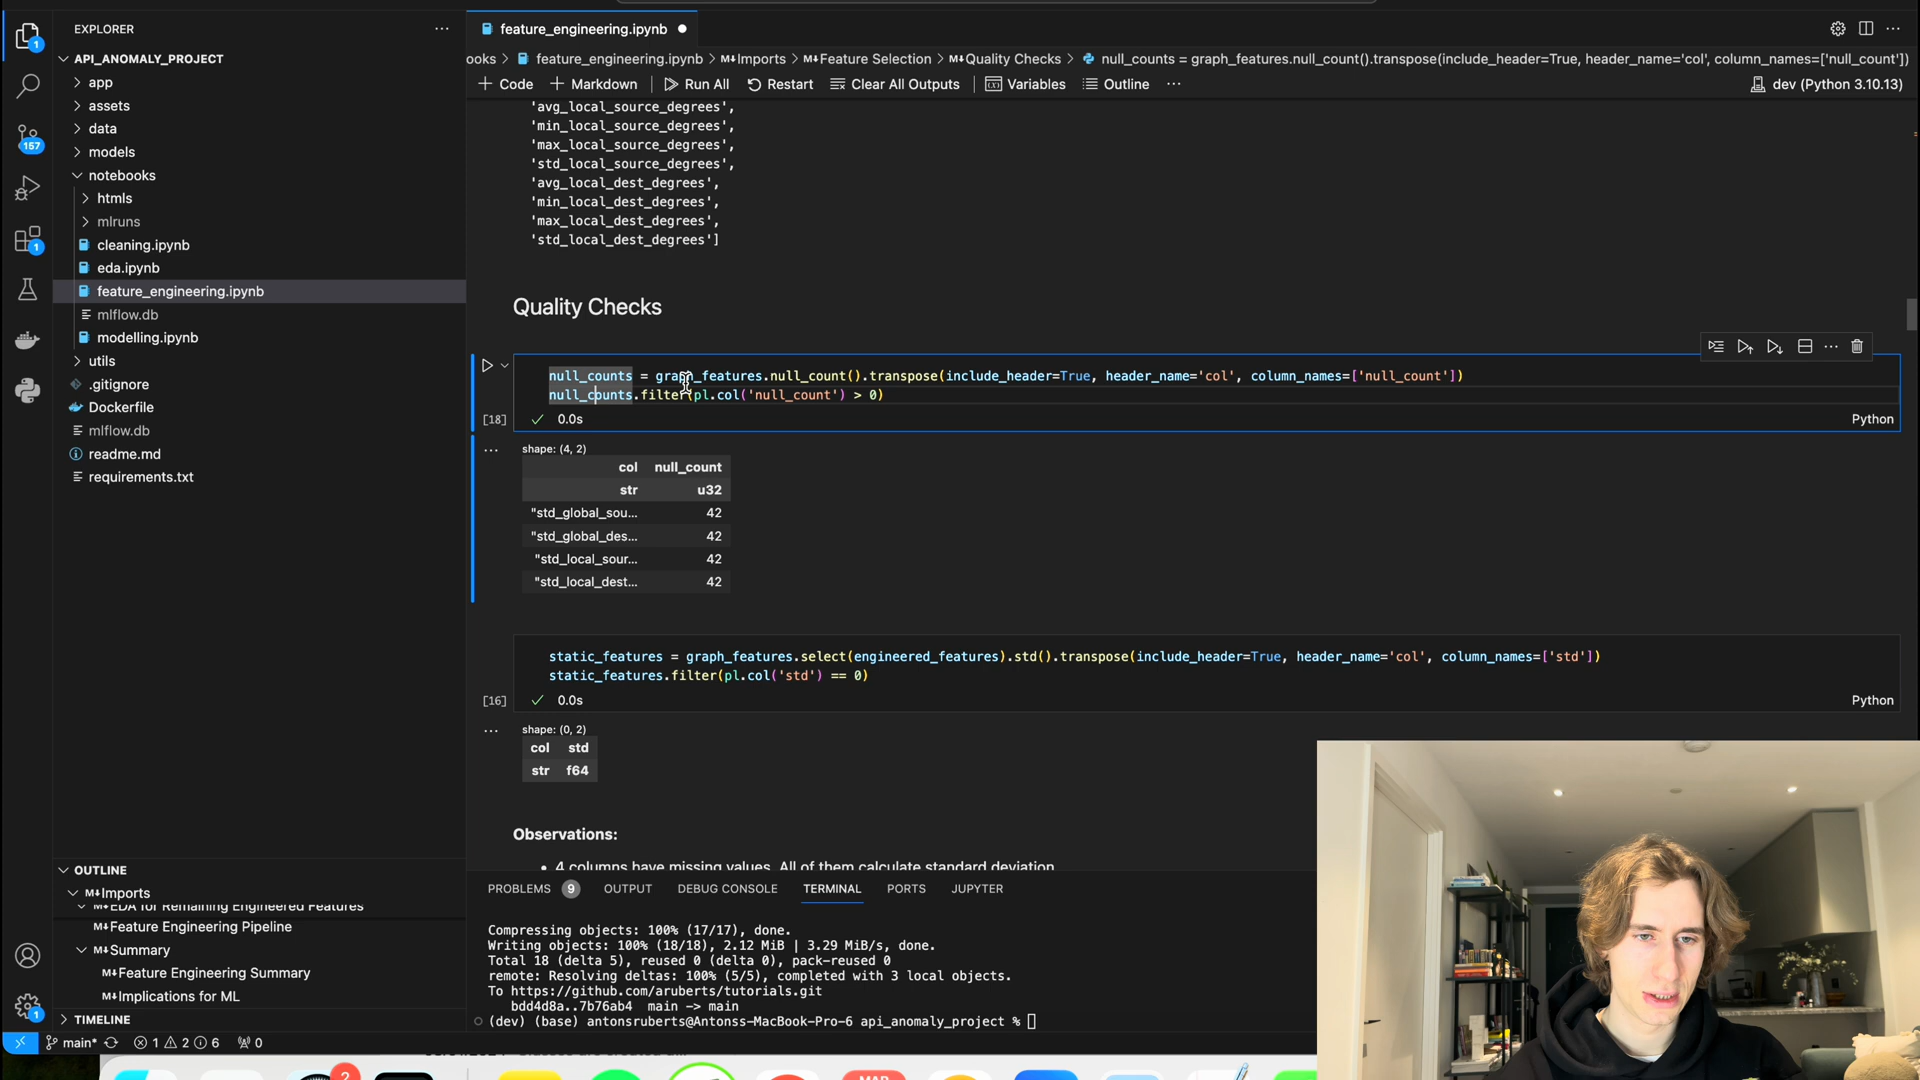 EXPLORER
feature_engineering.ipynb
API_ANOMALY_PROJECT
ooks > feature_engineering.ipynb > M↓Imports > M↓Feature Selection > M↓Quality Checks > null_counts = graph_features.null_count().transpose(include_header=True, header_name='col', column_names=['null_count'])
1
app
+ Code + Markdown Run All Restart Clear All Outputs Variables Outline ...
dev (Python 3.10.13)
assets
data
157
models
notebooks
htmls
mlruns
1
cleaning.ipynb
eda.ipynb
feature_engineering.ipynb
mlflow.db
modelling.ipynb
utils
.gitignore
Dockerfile
mlflow.db
readme.md
requirements.txt
'avg_local_source_degrees',
'min_local_source_degrees',
'max_local_source_degrees',
'std_local_source_degrees',
'avg_local_dest_degrees',
'min_local_dest_degrees',
'max_local_dest_degrees',
'std_local_dest_degrees']
Quality Checks
null_counts = graph_features.null_count().transpose(include_header=True, header_name='col', column_names=['null_count'])
null_counts.filter(pl.col('null_count') > 0)
[18] 0.0s Python
shape: (4, 2)
col null_count
str u32
"std_global_sou... 42
"std_global_des... 42
"std_local_sour... 42
"std_local_dest... 42
static_features = graph_features.select(engineered_features).std().transpose(include_header=True, header_name='col', column_names=['std'])
static_features.filter(pl.col('std') == 0)
[16] 0.0s Python
shape: (0, 2)
col std
str f64
Observations:
• 4 columns have missing values. All of them calculate standard deviation
OUTLINE
M↓Imports
M↓EDA for Remaining Engineered Features
M↓Feature Engineering Pipeline
M↓Summary
M↓Feature Engineering Summary
M↓Implications for ML
TIMELINE
1
PROBLEMS 9 OUTPUT DEBUG CONSOLE TERMINAL PORTS JUPYTER
Compressing objects: 100% (17/17), done.
Writing objects: 100% (18/18), 2.12 MiB | 3.29 MiB/s, done.
Total 18 (delta 5), reused 0 (delta 0), pack-reused 0
remote: Resolving deltas: 100% (5/5), completed with 3 local objects.
To https://github.com/aruberts/tutorials.git
bdd4d8a..7b76ab4 main -> main
(dev) (base) antonsruberts@Antonss-MacBook-Pro-6 api_anomaly_project %
main* 1 2 6 0
2
MAR